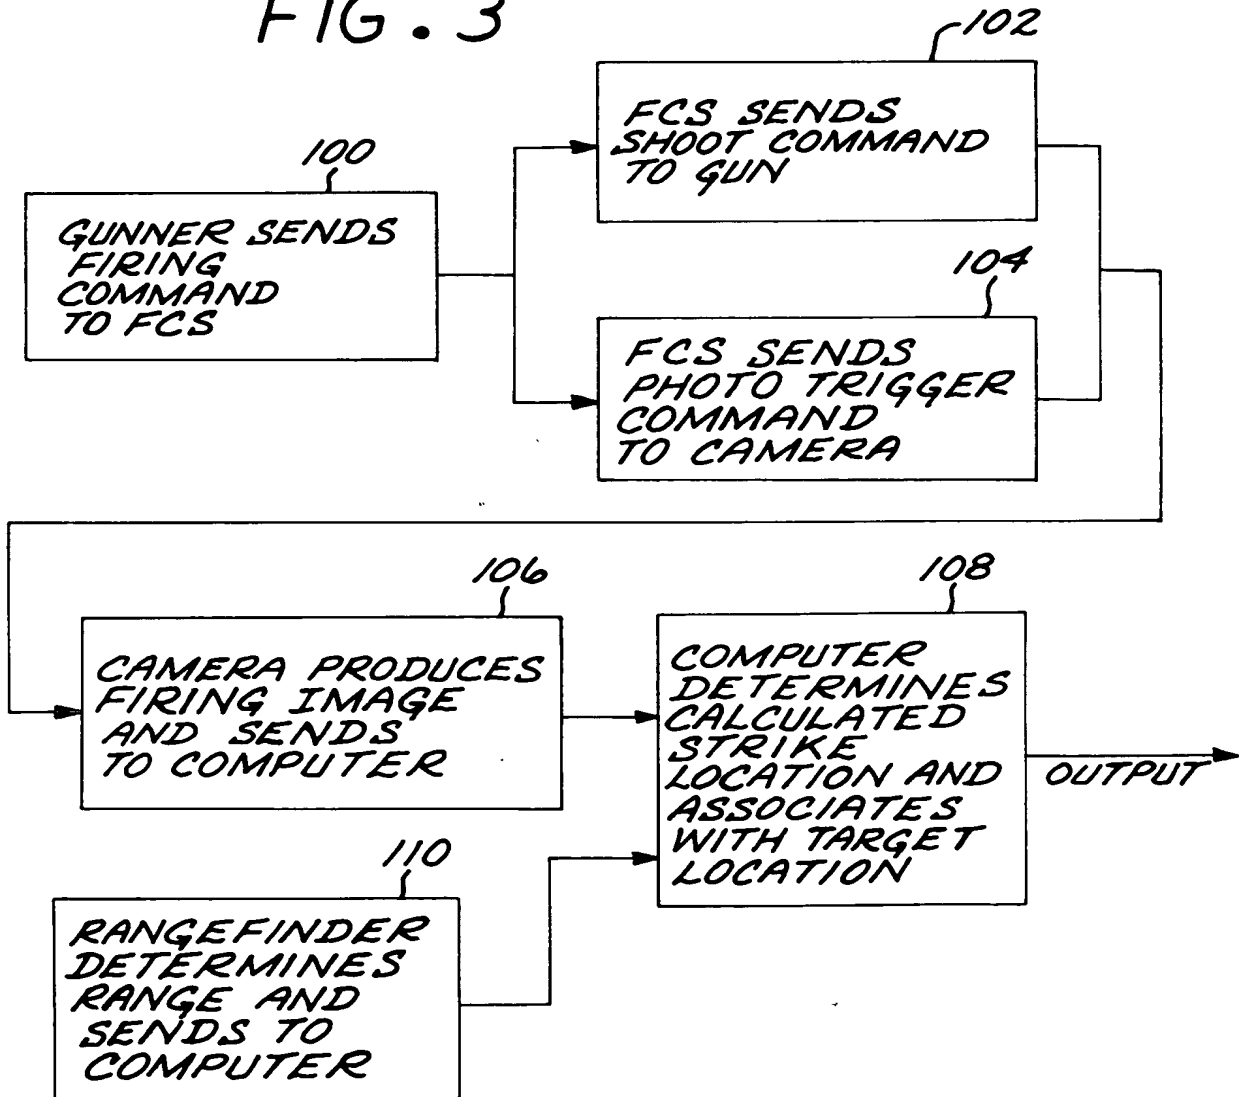 FIG. 3
102
FCS SENDS
SHOOT COMMAND
TO GUN
100
GUNNER SENDS
FIRING
COMMAND
TO FCS
104
FCS SENDS
PHOTO TRIGGER
COMMAND
TO CAMERA
106
CAMERA PRODUCES
FIRING IMAGE
AND SENDS
TO COMPUTER
108
COMPUTER
DETERMINES
CALCULATED
STRIKE
LOCATION AND
ASSOCIATES
WITH TARGET
LOCATION
OUTPUT
110
RANGEFINDER
DETERMINES
RANGE AND
SENDS TO
COMPUTER